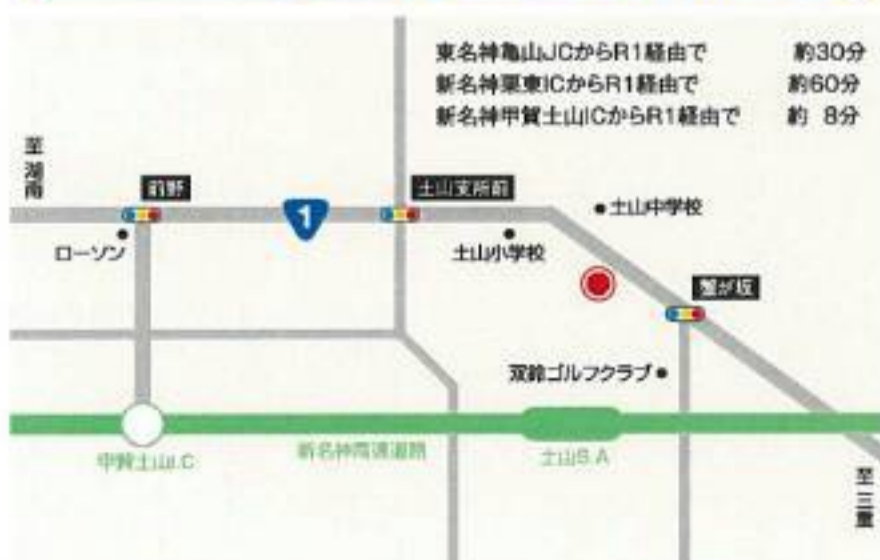 東名神亀山JCからR1経由で 約30分
新名神栗東ICからR1経由で 約60分
新名神甲賀土山ICからR1経由で 約 8分
至湖南
前野
土山支所前
1
土山中学校
ローソン
土山小学校
蟹が坂
双鈴ゴルフクラブ
甲賀土山I.C
新名神高速道路
土山S.A
至三重